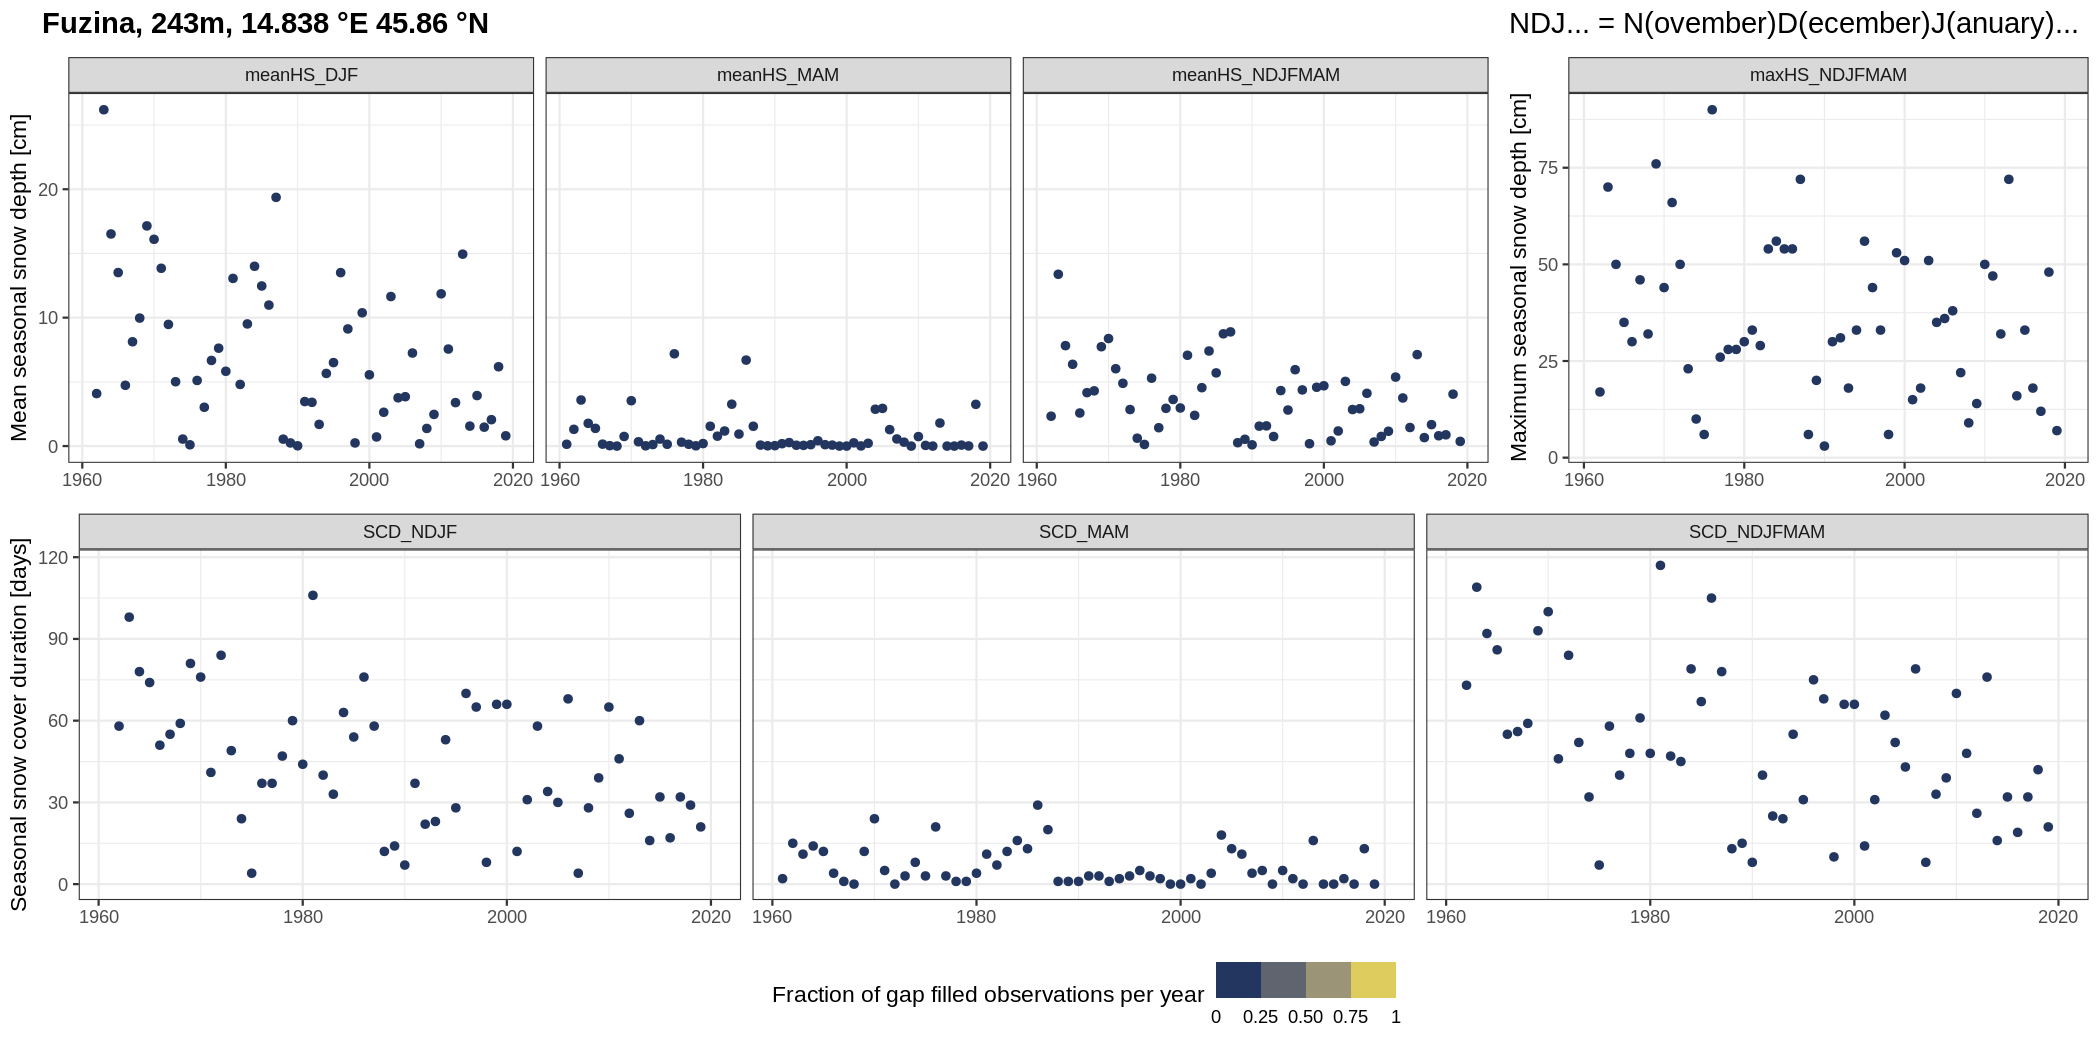 Fuzina, 243m, 14.838 °E 45.86 °N
NDJ... = N(ovember)D(ecember)J(anuary)...
meanHS_DJF
meanHS_MAM
meanHS_NDJFMAM
maxHS_NDJFMAM
Mean seasonal snow depth [cm]
20
10
0
1960 1980 2000 2020
1960 1980 2000 2020
1960 1980 2000 2020
Maximum seasonal snow depth [cm]
75
50
25
0
1960 1980 2000 2020
SCD_NDJF
SCD_MAM
SCD_NDJFMAM
Seasonal snow cover duration [days]
120
90
60
30
0
1960 1980 2000 2020
1960 1980 2000 2020
1960 1980 2000 2020
Fraction of gap filled observations per year
0 0.25 0.50 0.75 1